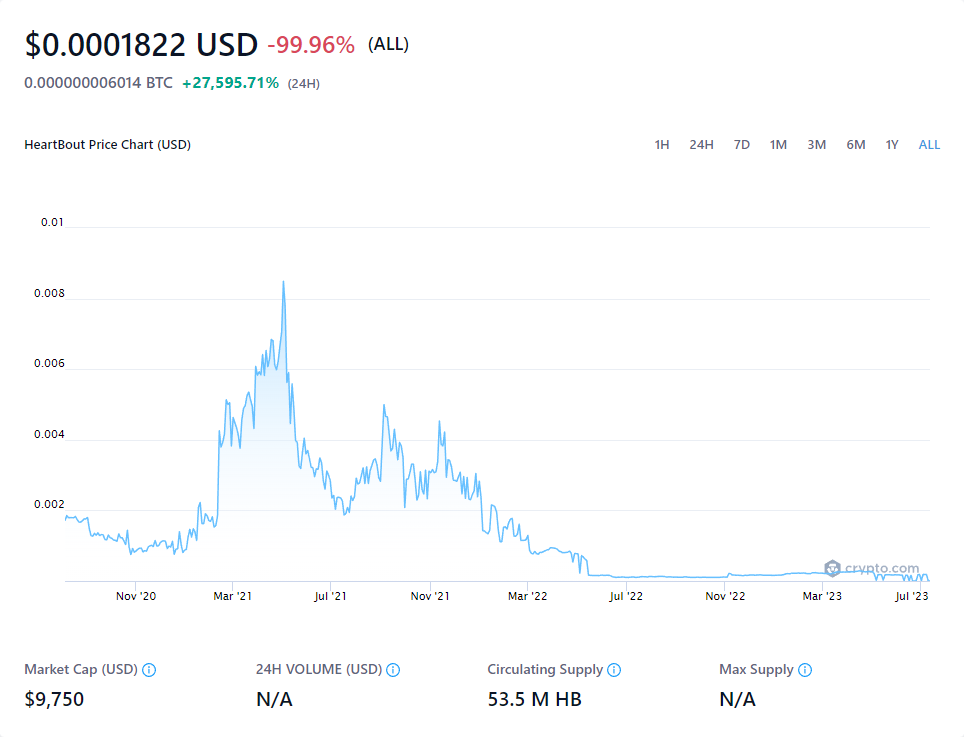 $0.0001822 USD -99.96% (ALL)
0.000000006014 BTC +27,595.71% (24H)
HeartBout Price Chart (USD) 1H 24H 7D 1M 3M 6M 1Y ALL
0.01
0.008
0.006
0.004
0.002
crypto.com
Nov '20 Mar '21 Jul '21 Nov '21 Mar '22 Jul '22 Nov '22 Mar '23 Jul '23
Market Cap (USD) 24H VOLUME (USD) Circulating Supply Max Supply
$9,750 N/A 53.5 M HB N/A